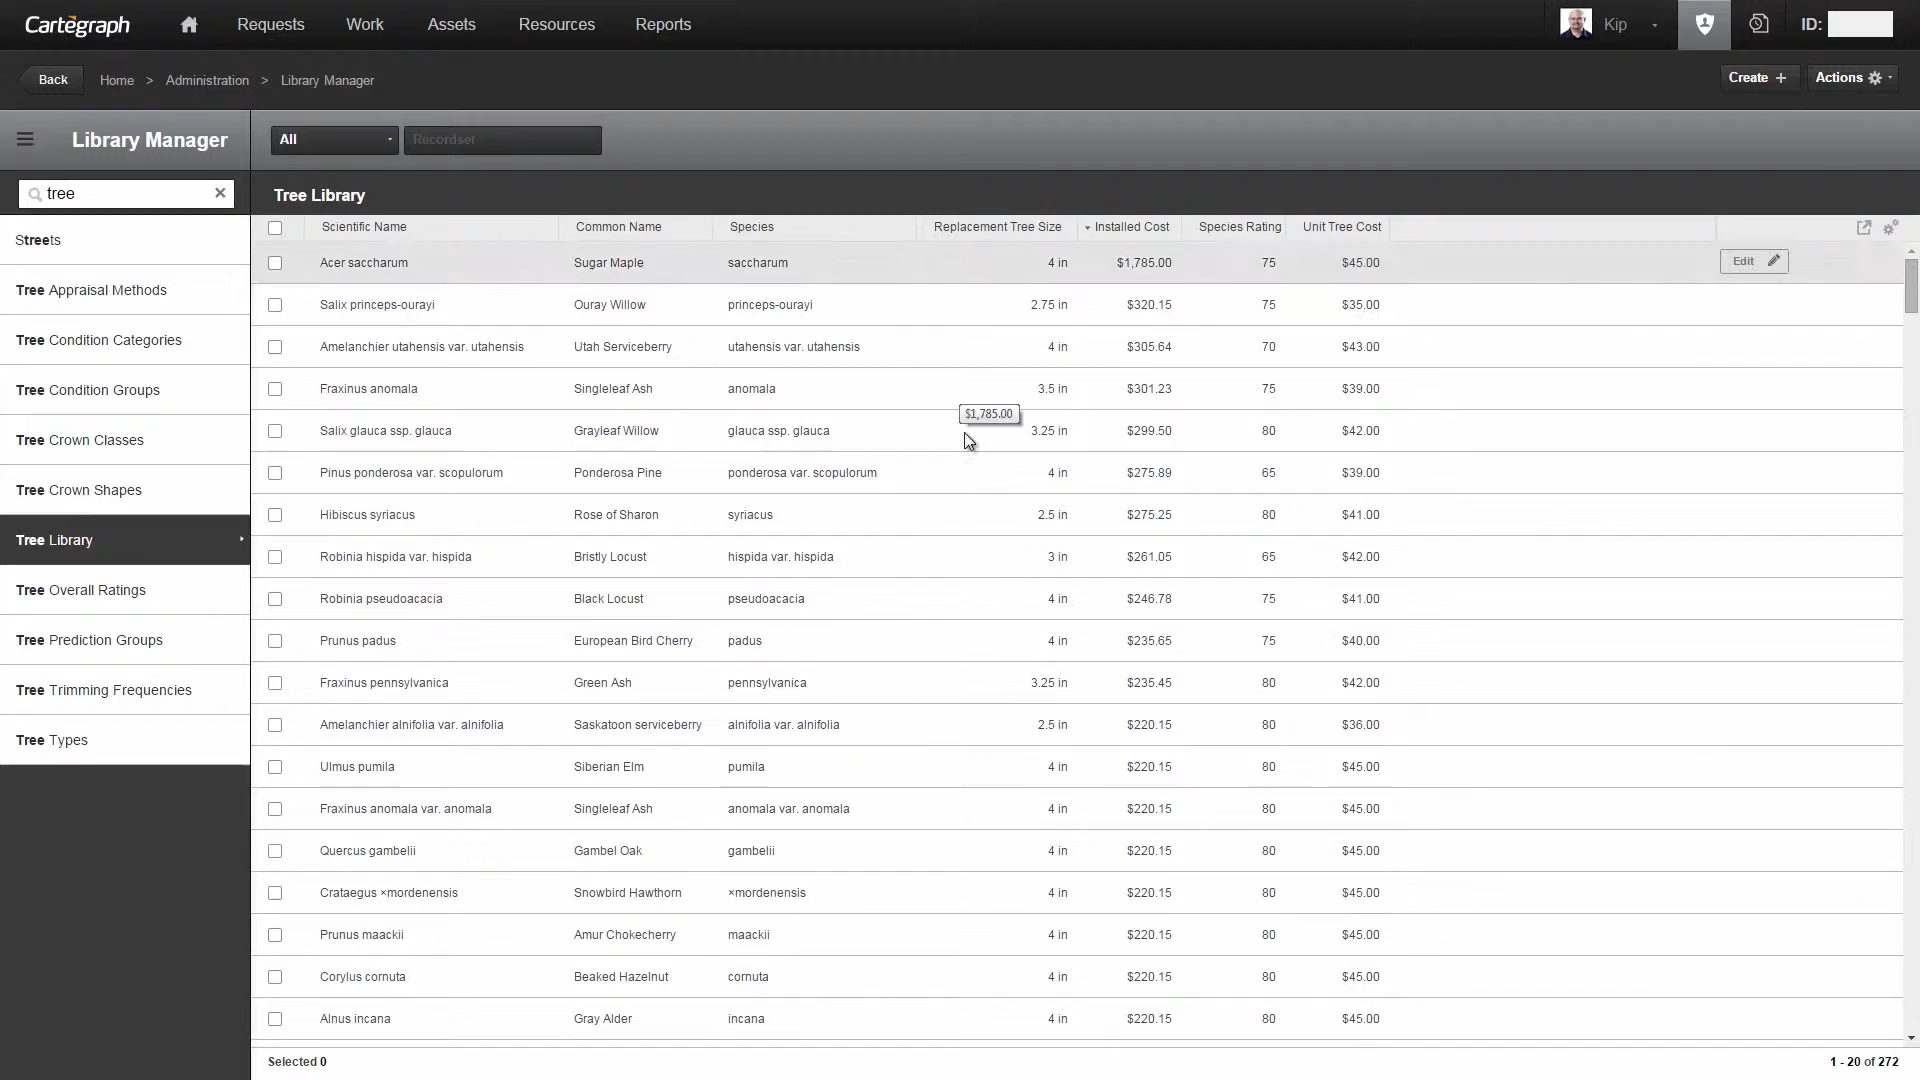 Cartëgraph Requests Work Assets Resources Reports Kip ID:
Back Home > Administration > Library Manager Create + Actions
Library Manager All Recordset
tree Tree Library
Scientific Name Common Name Species Replacement Tree Size Installed Cost Species Rating Unit Tree Cost
Streets
Acer saccharum Sugar Maple saccharum 4 in $1,785.00 75 $45.00 Edit
Tree Appraisal Methods
Salix princeps-ourayi Ouray Willow princeps-ourayi 2.75 in $320.15 75 $35.00
Tree Condition Categories
Amelanchier utahensis var. utahensis Utah Serviceberry utahensis var. utahensis 4 in $305.64 70 $43.00
Tree Condition Groups
Fraxinus anomala Singleleaf Ash anomala 3.5 in $301.23 75 $39.00
$1,785.00
Salix glauca ssp. glauca Grayleaf Willow glauca ssp. glauca 3.25 in $299.50 80 $42.00
Tree Crown Classes
Pinus ponderosa var. scopulorum Ponderosa Pine ponderosa var. scopulorum 4 in $275.89 65 $39.00
Tree Crown Shapes
Hibiscus syriacus Rose of Sharon syriacus 2.5 in $275.25 80 $41.00
Tree Library
Robinia hispida var. hispida Bristly Locust hispida var. hispida 3 in $261.05 65 $42.00
Tree Overall Ratings
Robinia pseudoacacia Black Locust pseudoacacia 4 in $246.78 75 $41.00
Tree Prediction Groups
Prunus padus European Bird Cherry padus 4 in $235.65 75 $40.00
Fraxinus pennsylvanica Green Ash pennsylvanica 3.25 in $235.45 80 $42.00
Tree Trimming Frequencies
Amelanchier alnifolia var. alnifolia Saskatoon serviceberry alnifolia var. alnifolia 2.5 in $220.15 80 $36.00
Tree Types
Ulmus pumila Siberian Elm pumila 4 in $220.15 80 $45.00
Fraxinus anomala var. anomala Singleleaf Ash anomala var. anomala 4 in $220.15 80 $45.00
Quercus gambelii Gambel Oak gambelii 4 in $220.15 80 $45.00
Crataegus ×mordenensis Snowbird Hawthorn ×mordenensis 4 in $220.15 80 $45.00
Prunus maackii Amur Chokecherry maackii 4 in $220.15 80 $45.00
Corylus cornuta Beaked Hazelnut cornuta 4 in $220.15 80 $45.00
Alnus incana Gray Alder incana 4 in $220.15 80 $45.00
Selected 0 1 - 20 of 272